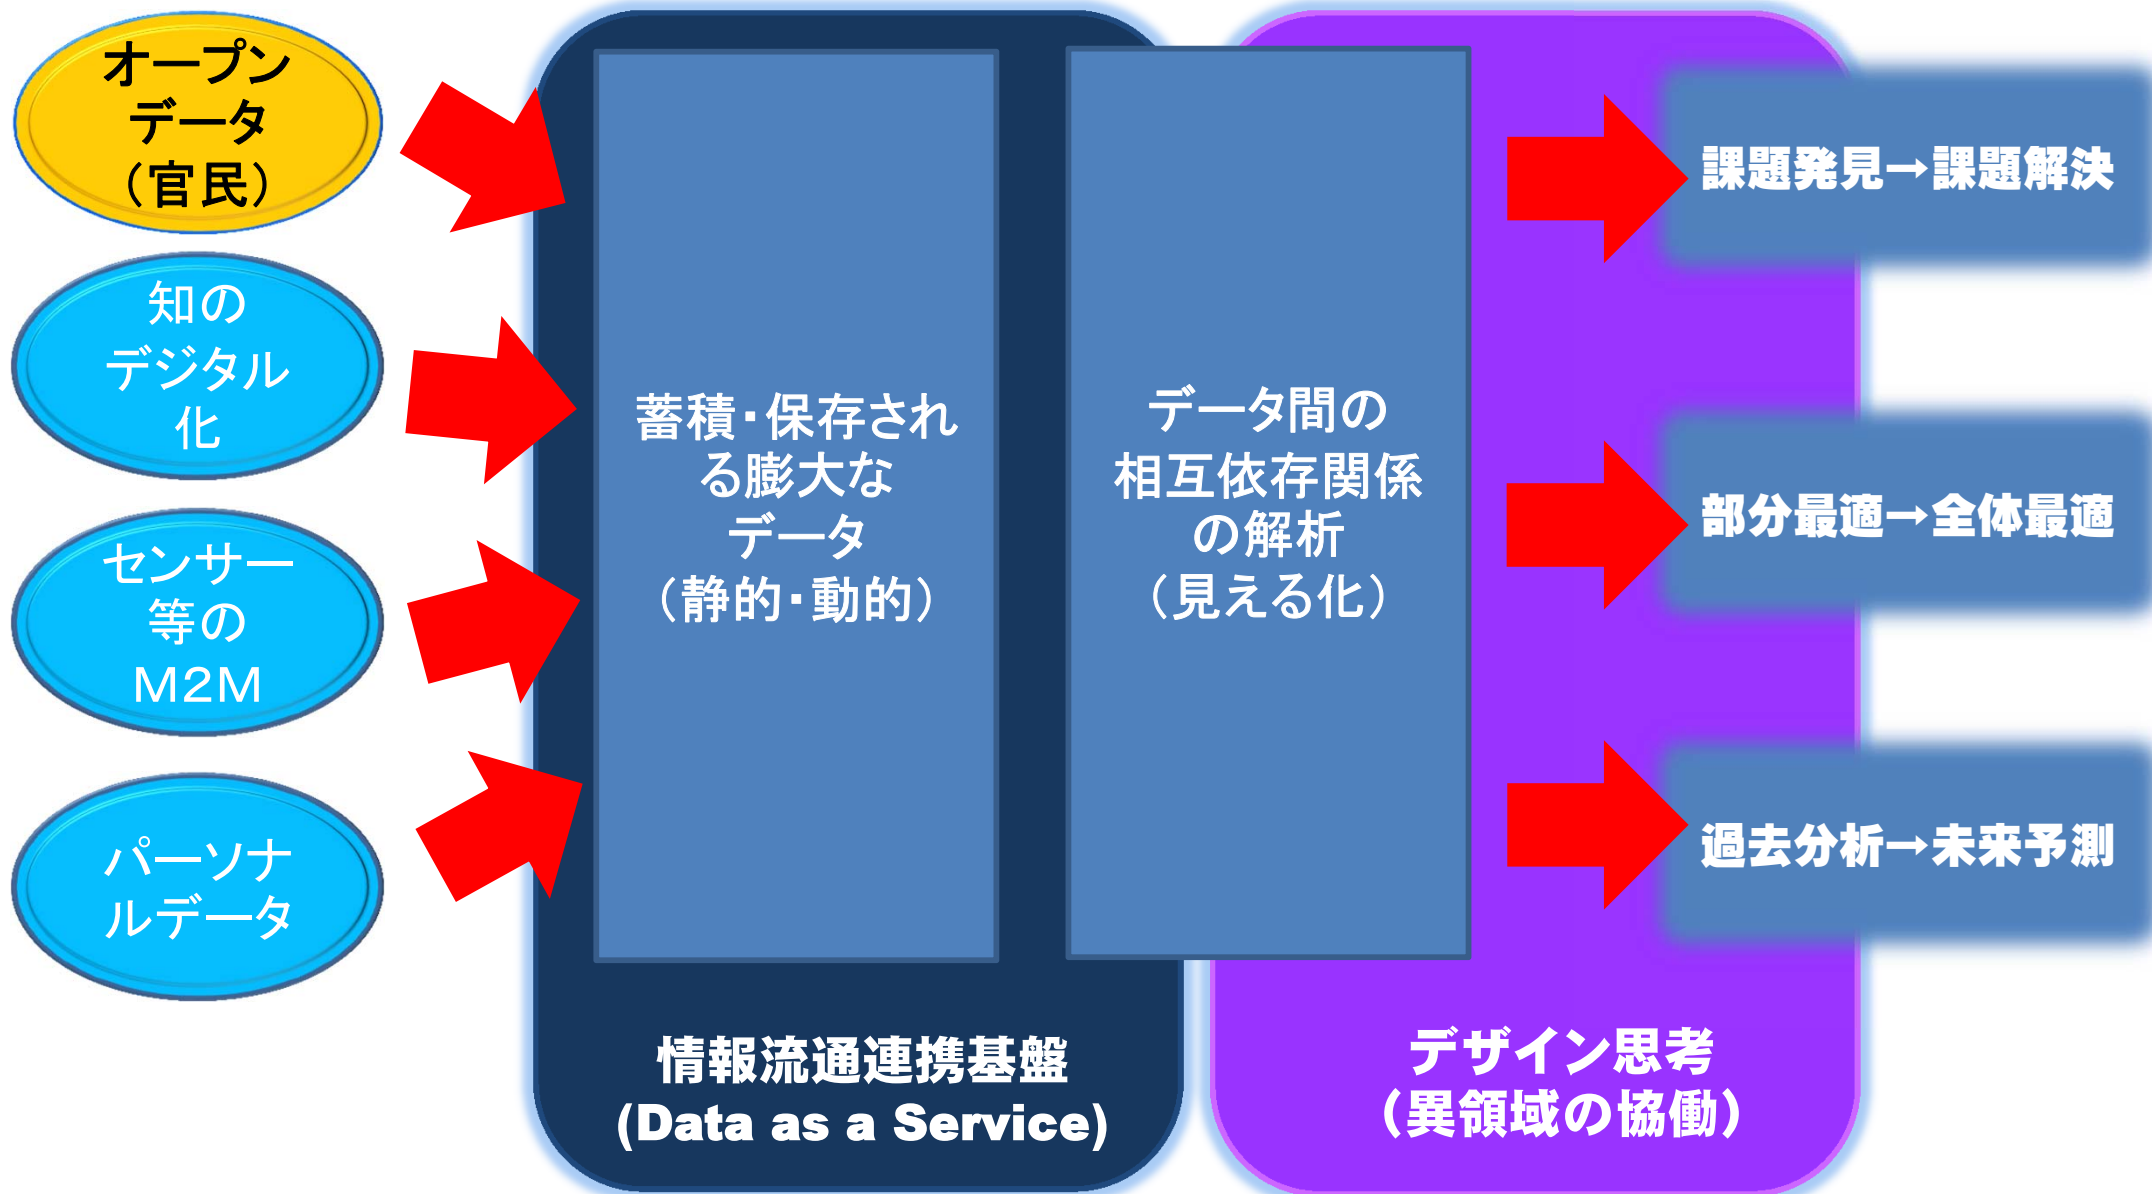 オープン
データ
（官民）
知の
デジタル
化
センサー
等の
Ｍ２Ｍ
パーソナ
ルデータ
蓄積・保存され
る膨大な
データ
（静的・動的）
データ間の
相互依存関係
の解析
（見える化）
課題発見→課題解決
部分最適→全体最適
過去分析→未来予測
情報流通連携基盤
(Data as a Service)
デザイン思考
（異領域の協働）